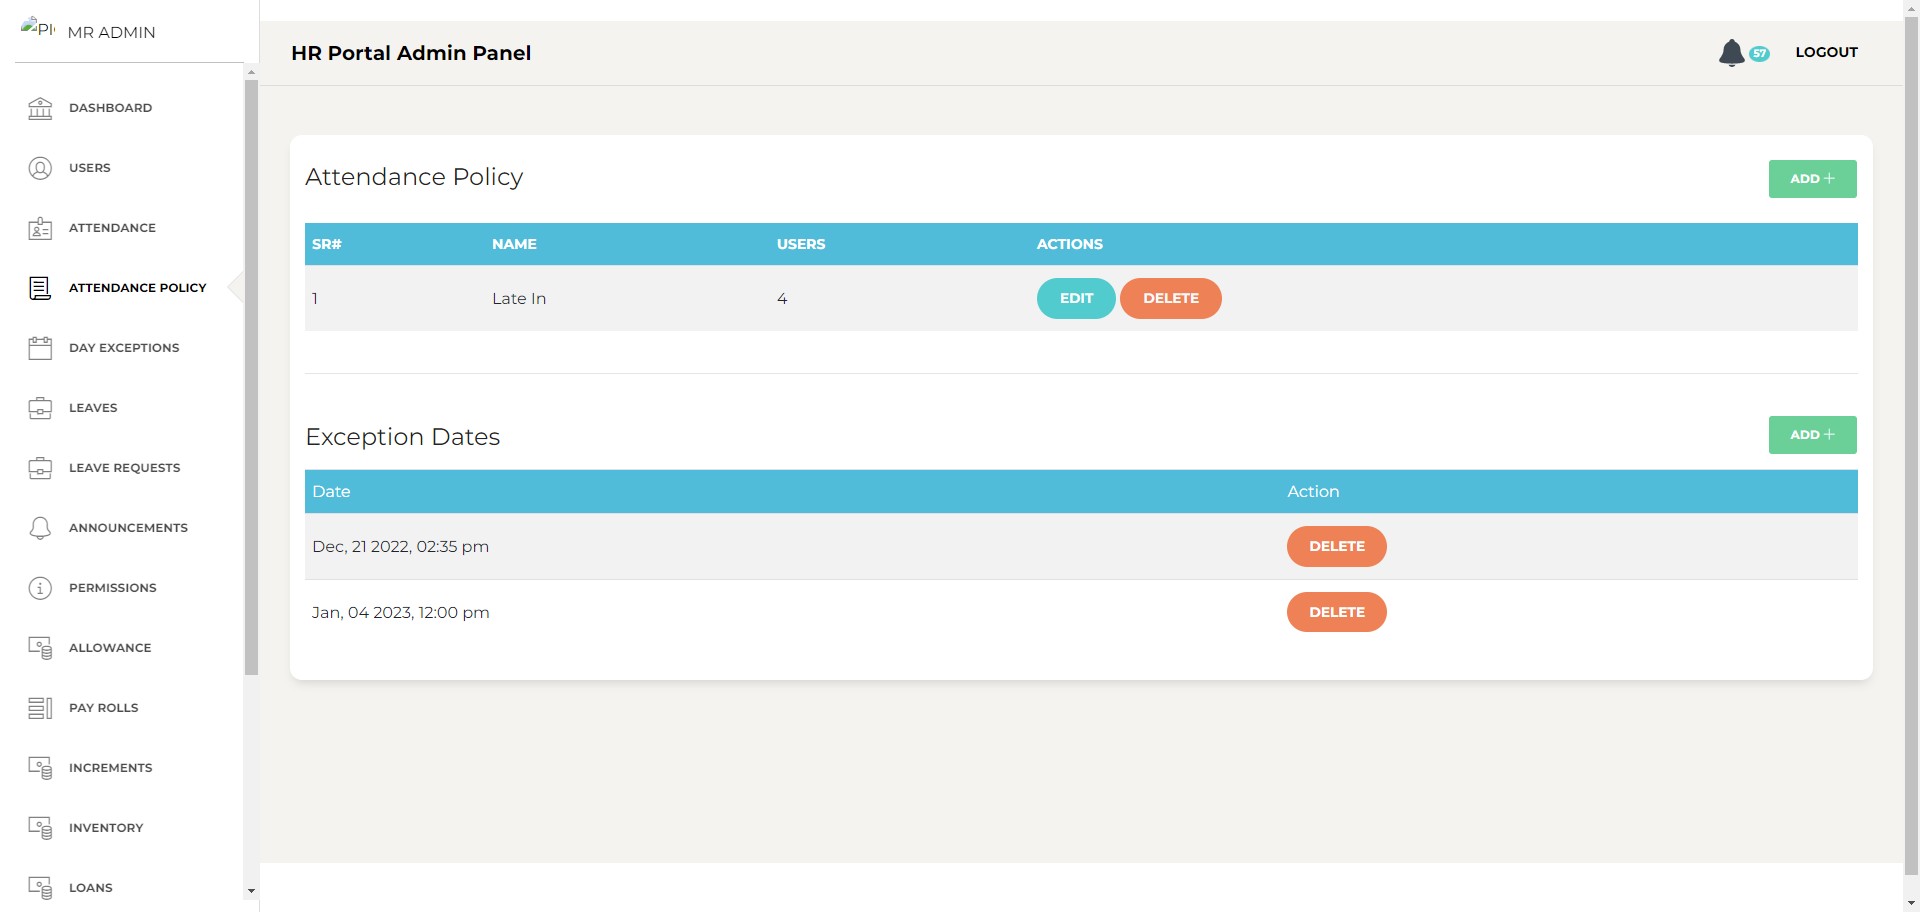 MR ADMIN
HR Portal Admin Panel
57
LOGOUT
DASHBOARD
USERS
ATTENDANCE
ATTENDANCE POLICY
DAY EXCEPTIONS
LEAVES
LEAVE REQUESTS
ANNOUNCEMENTS
PERMISSIONS
ALLOWANCE
PAY ROLLS
INCREMENTS
INVENTORY
LOANS
Attendance Policy
ADD +
SR# NAME USERS ACTIONS
1 Late In 4 EDIT DELETE
Exception Dates
ADD +
Date Action
Dec, 21 2022, 02:35 pm DELETE
Jan, 04 2023, 12:00 pm DELETE